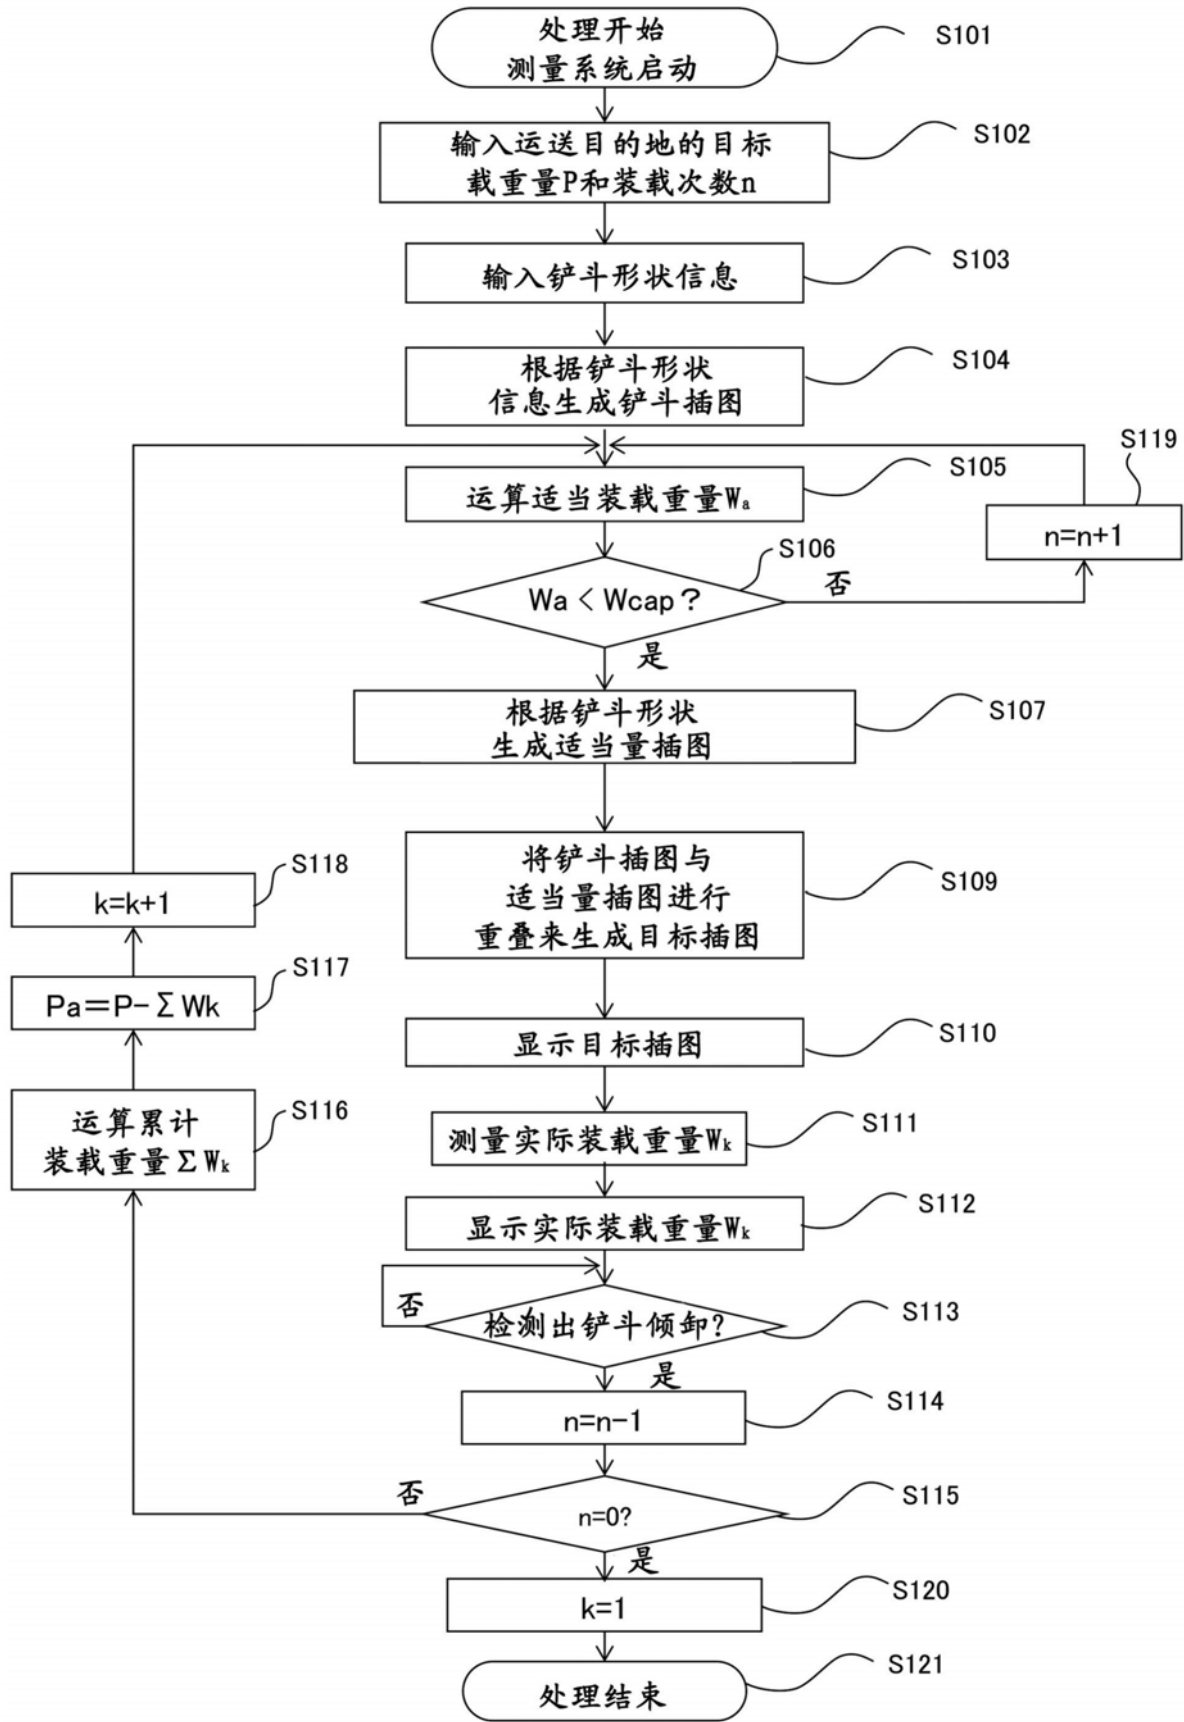 处理开始
测量系统启动
S101
输入运送目的地的目标
载重量P和装载次数n
S102
输入铲斗形状信息
S103
根据铲斗形状
信息生成铲斗插图
S104
运算适当装载重量Wa
S105
S119
n=n+1
Wa<Wcap?
S106
否
是
根据铲斗形状
生成适当量插图
S107
将铲斗插图与
适当量插图进行
重叠来生成目标插图
S109
S118
k=k+1
S117
Pa=P-ΣWk
显示目标插图
S110
运算累计
装载重量ΣWk
S116
测量实际装载重量Wk
S111
显示实际装载重量Wk
S112
否
检测出铲斗倾卸?
S113
是
n=n-1
S114
否
n=0?
S115
是
k=1
S120
处理结束
S121